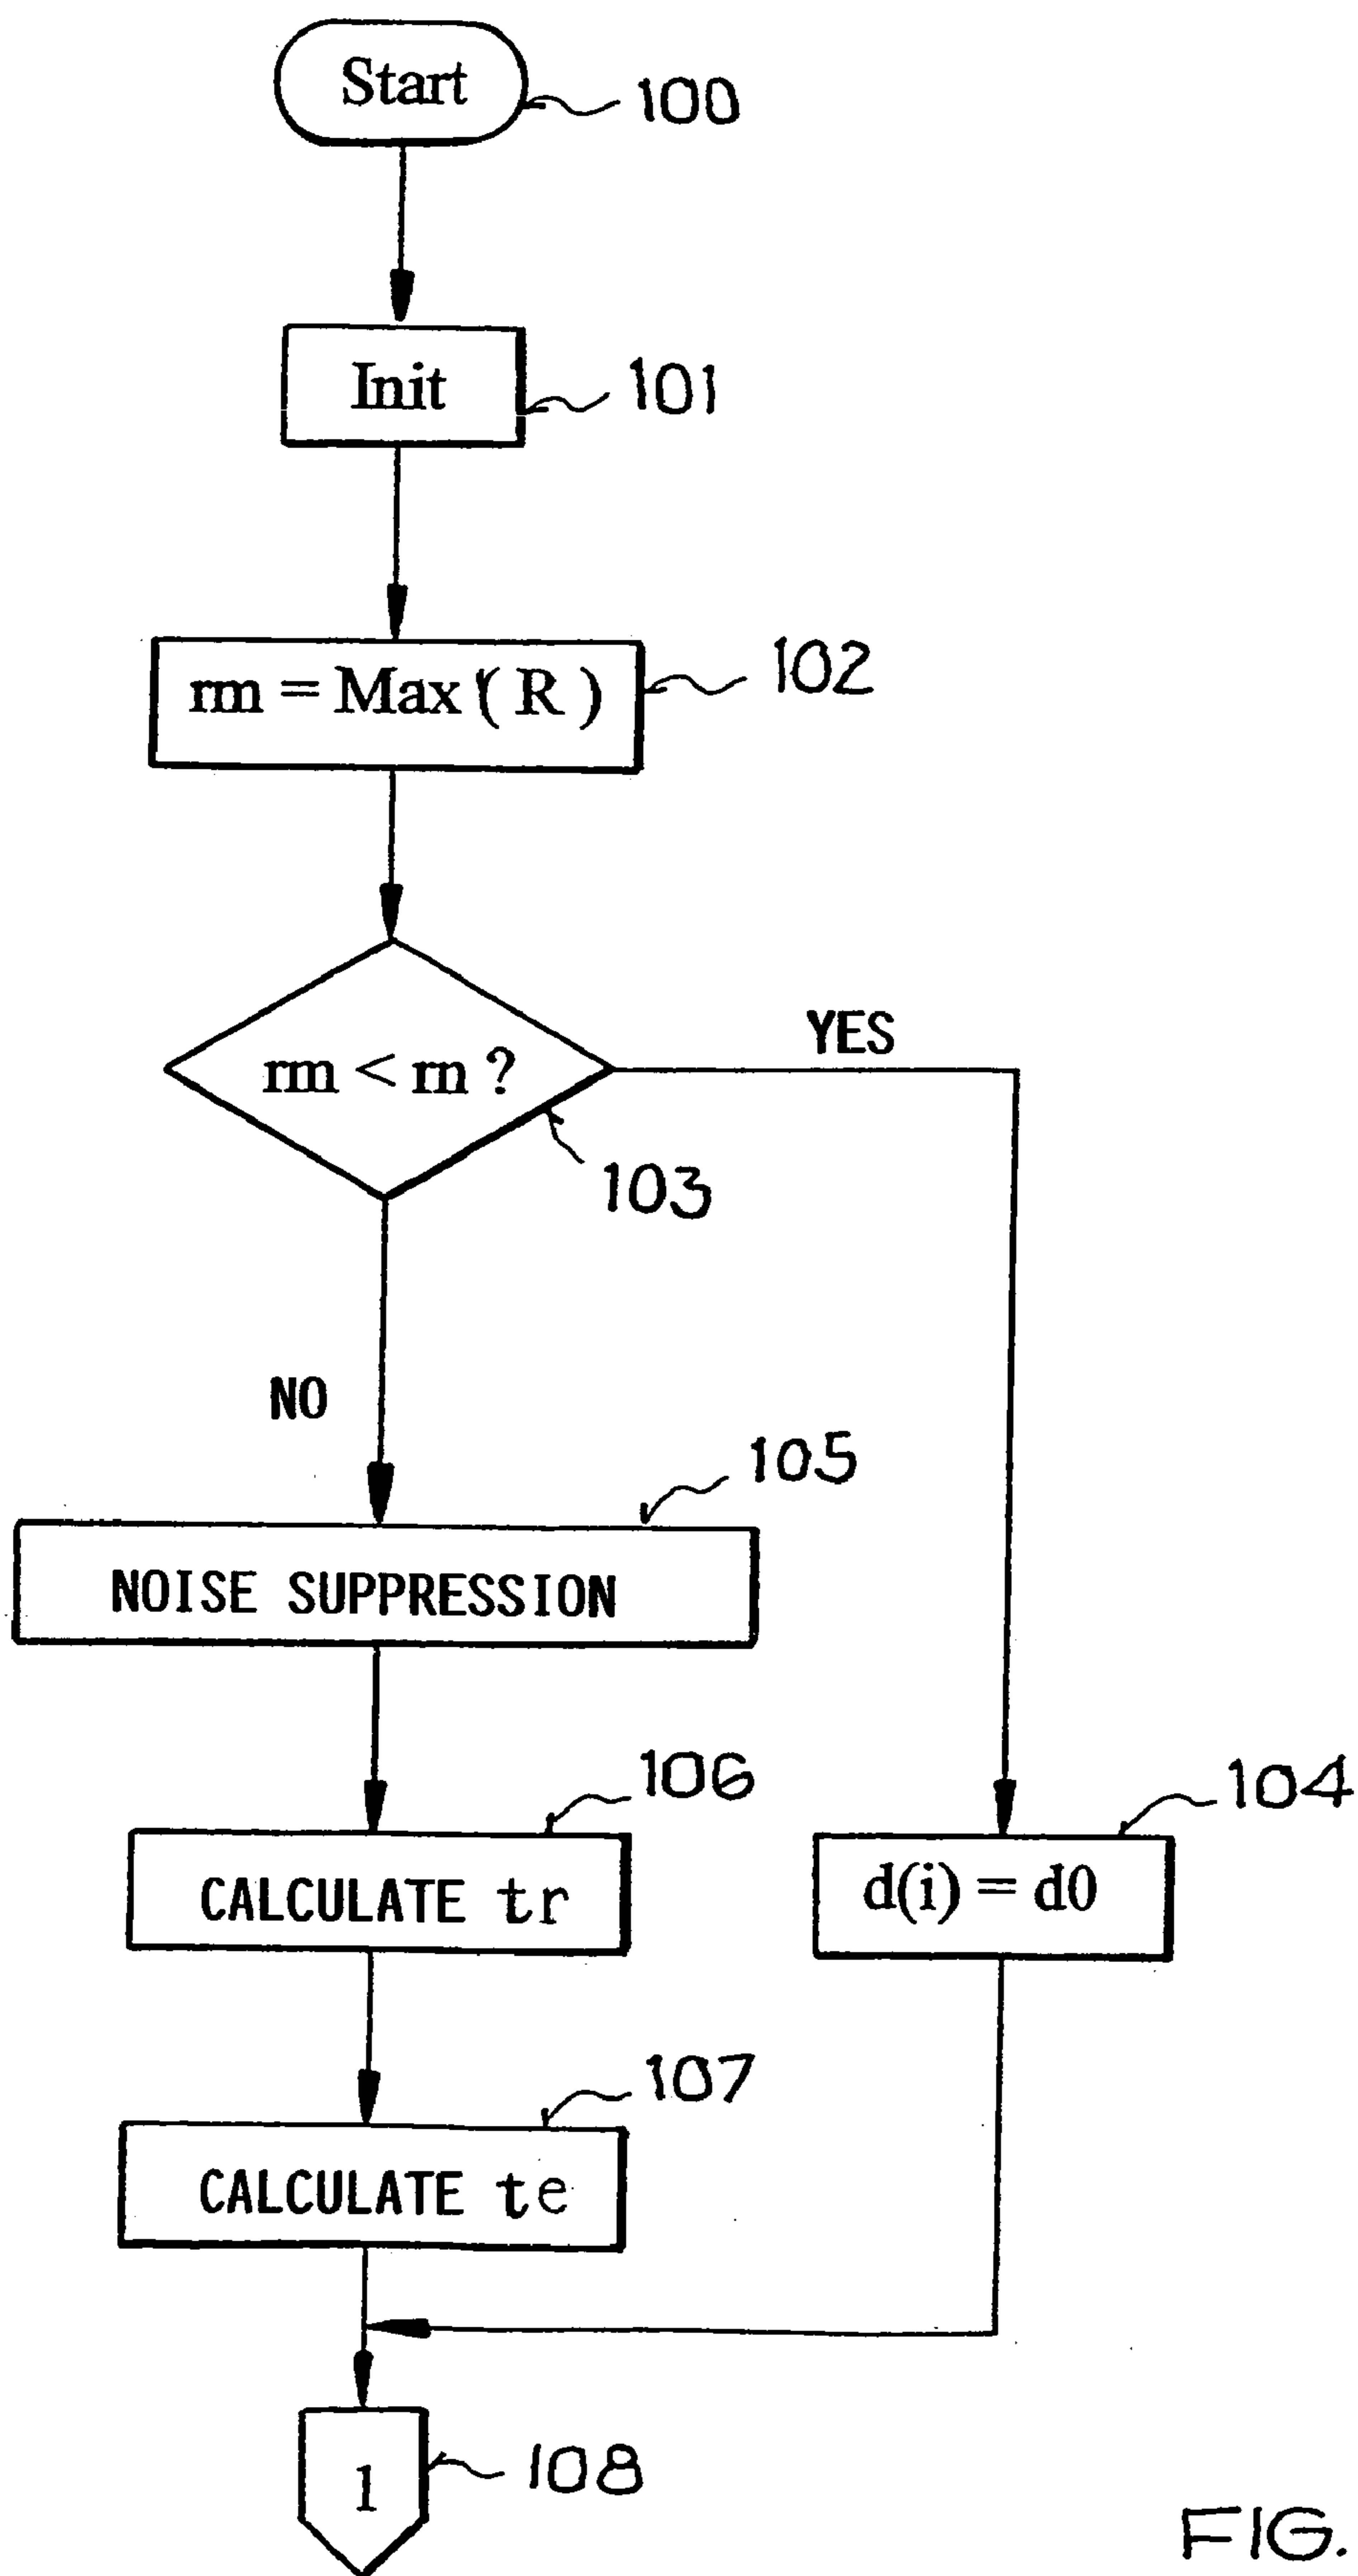 Start
100
Init
101
rm = Max ( R )
102
rm < rn ?
YES
103
NO
105
NOISE SUPPRESSION
106
CALCULATE tr
104
d(i) = d0
107
CALCULATE te
1
108
FIG.